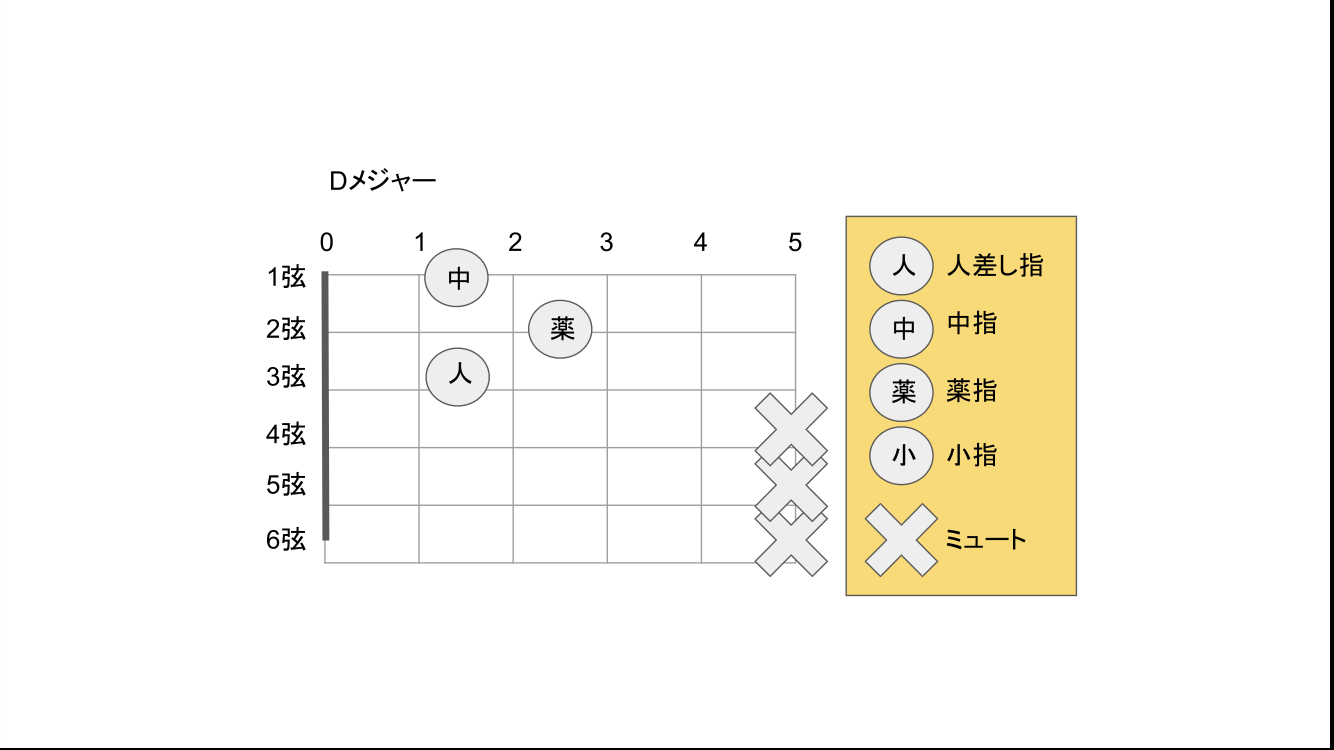 Dメジャー
0 1 2 3 4 5
1弦
中
2弦
薬
3弦
人
4弦
5弦
6弦
人 人差し指
中 中指
薬 薬指
小 小指
ミュート